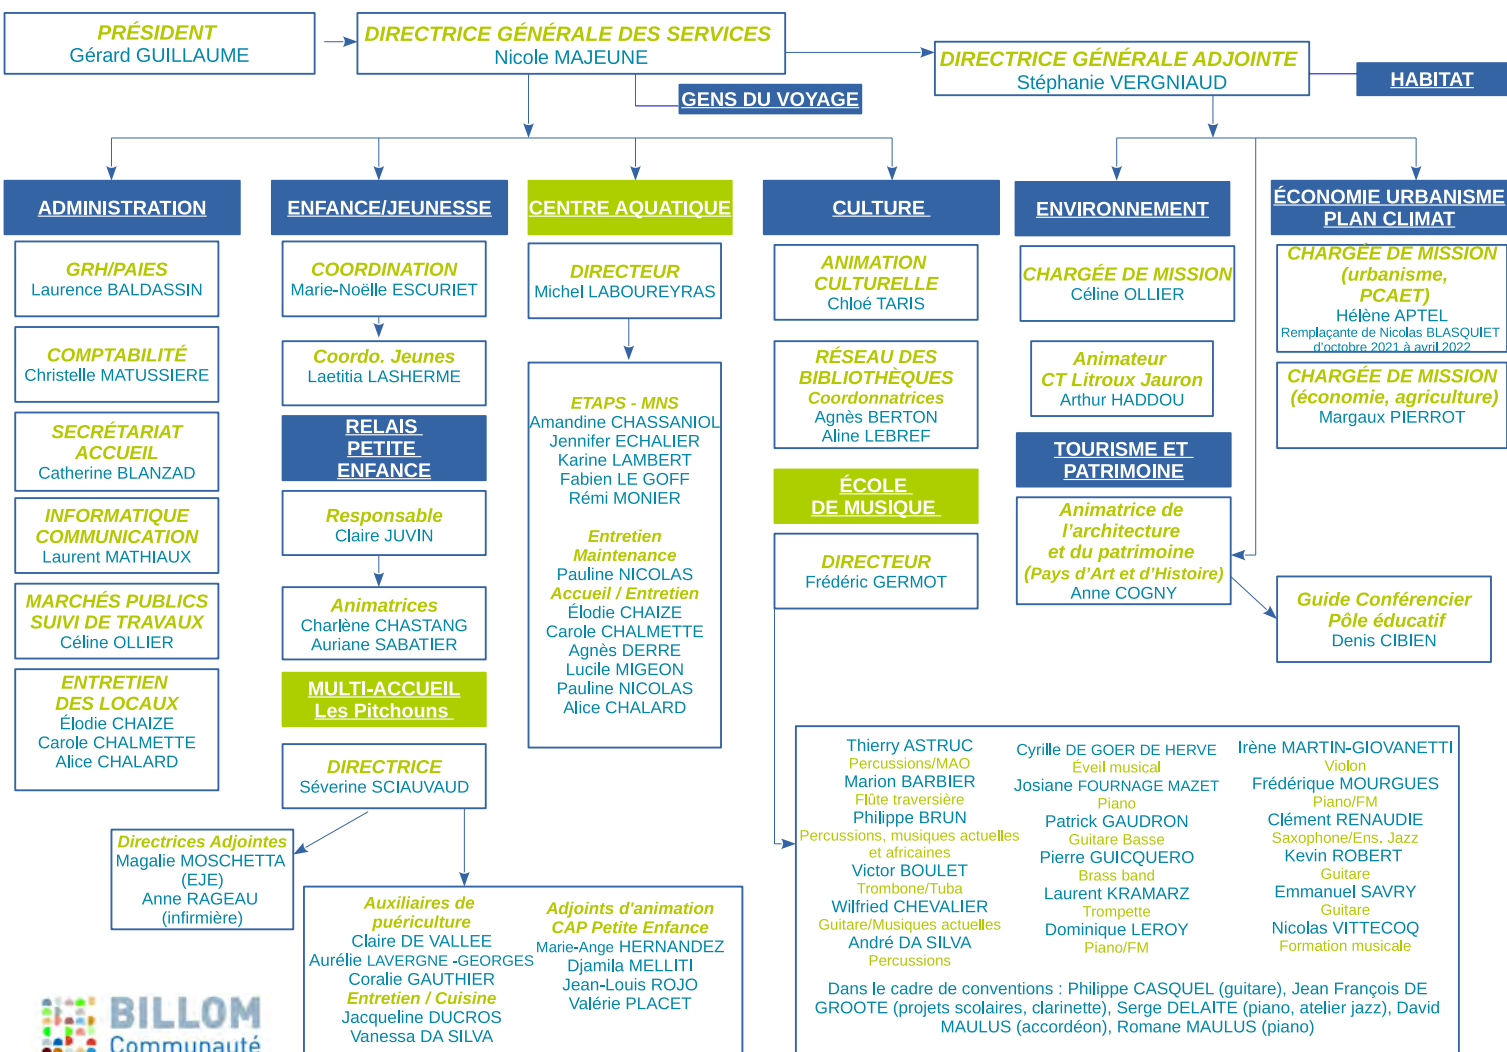 PRÉSIDENT
Gérard GUILLAUME
DIRECTRICE GÉNÉRALE DES SERVICES
Nicole MAJEUNE
DIRECTRICE GÉNÉRALE ADJOINTE
Stéphanie VERGNIAUD
HABITAT
GENS DU VOYAGE
ADMINISTRATION
GRH/PAIES
Laurence BALDASSIN
COMPTABILITÉ
Christelle MATUSSIERE
SECRÉTARIAT
ACCUEIL
Catherine BLANZAD
INFORMATIQUE
COMMUNICATION
Laurent MATHIAUX
MARCHÉS PUBLICS
SUIVI DE TRAVAUX
Céline OLLIER
ENTRETIEN
DES LOCAUX
Élodie CHAIZE
Carole CHALMETTE
Alice CHALARD
ENFANCE/JEUNESSE
COORDINATION
Marie-Noëlle ESCURIET
Coordo. Jeunes
Laetitia LASHERME
RELAIS
PETITE
ENFANCE
Responsable
Claire JUVIN
Animatrices
Charlène CHASTANG
Auriane SABATIER
MULTI-ACCUEIL
Les Pitchouns
DIRECTRICE
Séverine SCIAUVAUD
Directrices Adjointes
Magalie MOSCHETTA
(EJE)
Anne RAGEAU
(infirmière)
Auxiliaires de
puériculture
Claire DE VALLEE
Aurélie LAVERGNE -GEORGES
Coralie GAUTHIER
Entretien / Cuisine
Jacqueline DUCROS
Vanessa DA SILVA
Adjoints d'animation
CAP Petite Enfance
Marie-Ange HERNANDEZ
Djamila MELLITI
Jean-Louis ROJO
Valérie PLACET
CENTRE AQUATIQUE
DIRECTEUR
Michel LABOUREYRAS
ETAPS - MNS
Amandine CHASSANIOL
Jennifer ECHALIER
Karine LAMBERT
Fabien LE GOFF
Rémi MONIER
Entretien
Maintenance
Pauline NICOLAS
Accueil / Entretien
Élodie CHAIZE
Carole CHALMETTE
Agnès DERRE
Lucile MIGEON
Pauline NICOLAS
Alice CHALARD
CULTURE
ANIMATION
CULTURELLE
Chloé TARIS
RÉSEAU DES
BIBLIOTHÈQUES
Coordonnatrices
Agnès BERTON
Aline LEBREF
ÉCOLE
DE MUSIQUE
DIRECTEUR
Frédéric GERMOT
ENVIRONNEMENT
CHARGÉE DE MISSION
Céline OLLIER
Animateur
CT Litroux Jauron
Arthur HADDOU
TOURISME ET
PATRIMOINE
Animatrice de
l’architecture
et du patrimoine
(Pays d’Art et d’Histoire)
Anne COGNY
ÉCONOMIE URBANISME
PLAN CLIMAT
CHARGÉE DE MISSION
(urbanisme,
PCAET)
Hélène APTEL
Remplaçante de Nicolas BLASQUIET
d’octobre 2021 à avril 2022
CHARGÉE DE MISSION
(économie, agriculture)
Margaux PIERROT
Guide Conférencier
Pôle éducatif
Denis CIBIEN
Thierry ASTRUC
Percussions/MAO
Marion BARBIER
Flûte traversière
Philippe BRUN
Percussions, musiques actuelles
et africaines
Victor BOULET
Trombone/Tuba
Wilfried CHEVALIER
Guitare/Musiques actuelles
André DA SILVA
Percussions
Cyrille DE GOER DE HERVE
Éveil musical
Josiane FOURNAGE MAZET
Piano
Patrick GAUDRON
Guitare Basse
Pierre GUICQUERO
Brass band
Laurent KRAMARZ
Trompette
Dominique LEROY
Piano/FM
Irène MARTIN-GIOVANETTI
Violon
Frédérique MOURGUES
Piano/FM
Clément RENAUDIE
Saxophone/Ens. Jazz
Kevin ROBERT
Guitare
Emmanuel SAVRY
Guitare
Nicolas VITTECOQ
Formation musicale
Dans le cadre de conventions : Philippe CASQUEL (guitare), Jean François DE
GROOTE (projets scolaires, clarinette), Serge DELAITE (piano, atelier jazz), David
MAULUS (accordéon), Romane MAULUS (piano)
BILLOM
Communauté